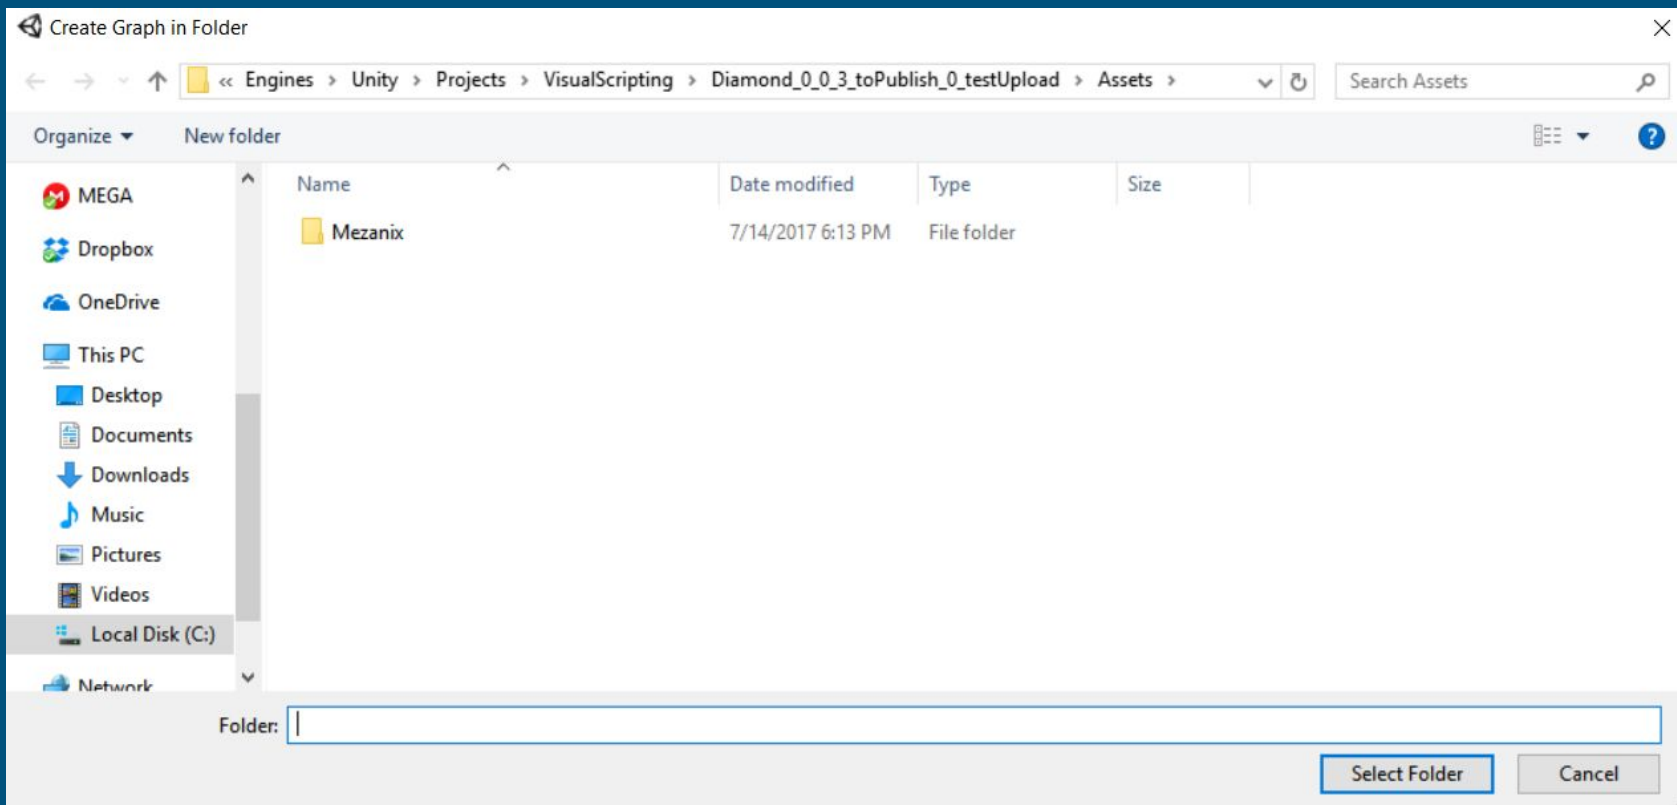 Create Graph in Folder
« Engines > Unity > Projects > VisualScripting > Diamond_0_0_3_toPublish_0_testUpload > Assets >
Search Assets
Organize
New folder
Name
Date modified
Type
Size
MEGA
Dropbox
OneDrive
This PC
Desktop
Documents
Downloads
Music
Pictures
Videos
Local Disk (C:)
Network
Mezanix
7/14/2017 6:13 PM
File folder
Folder:
Select Folder
Cancel